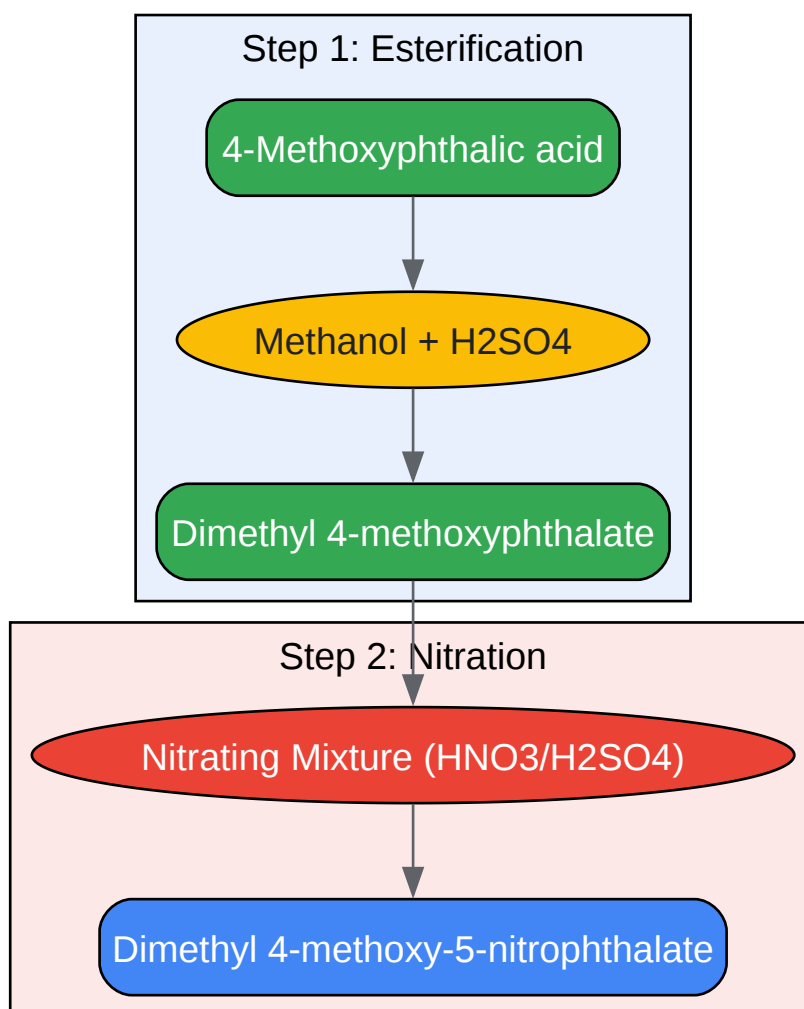 Step 1: Esterification
4-Methoxyphthalic acid
Methanol + H2SO4
Dimethyl 4-methoxyphthalate
Step 2: Nitration
Nitrating Mixture (HNO3/H2SO4)
Dimethyl 4-methoxy-5-nitrophthalate